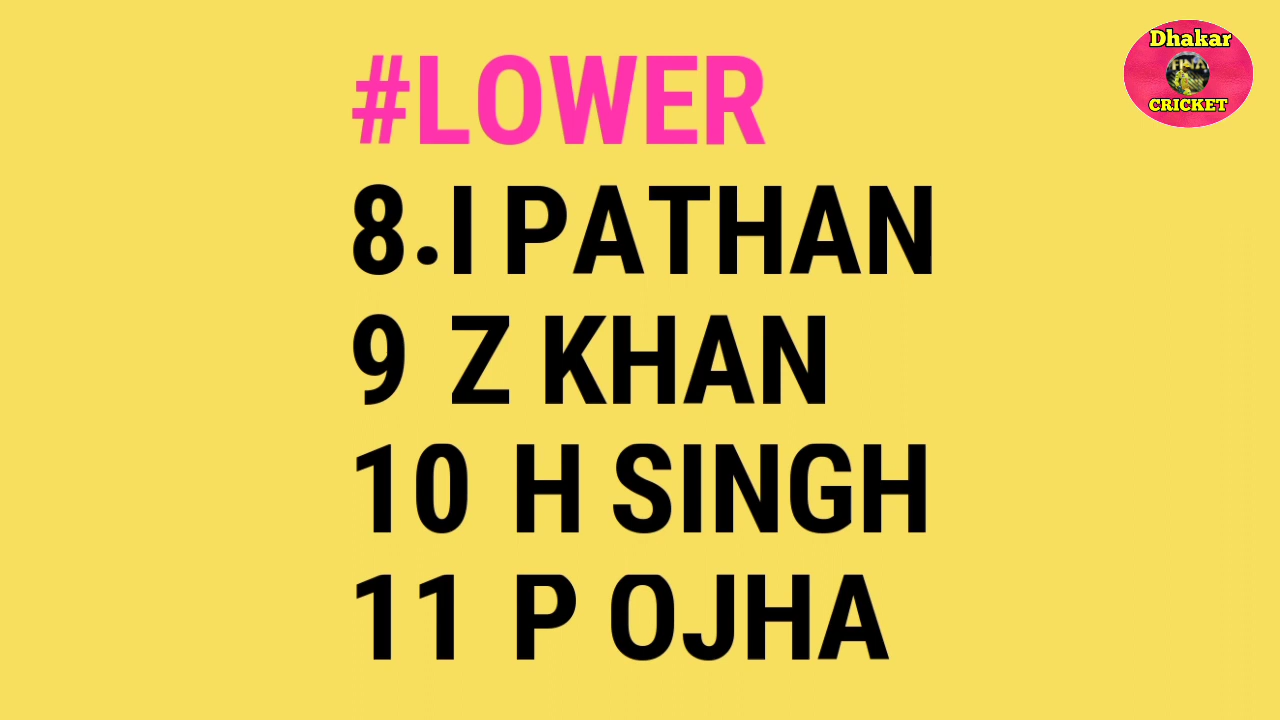 #LOWER
8.I PATHAN
9 Z KHAN
10 H SINGH
11 P OJHA
Dhakar
CRICKET